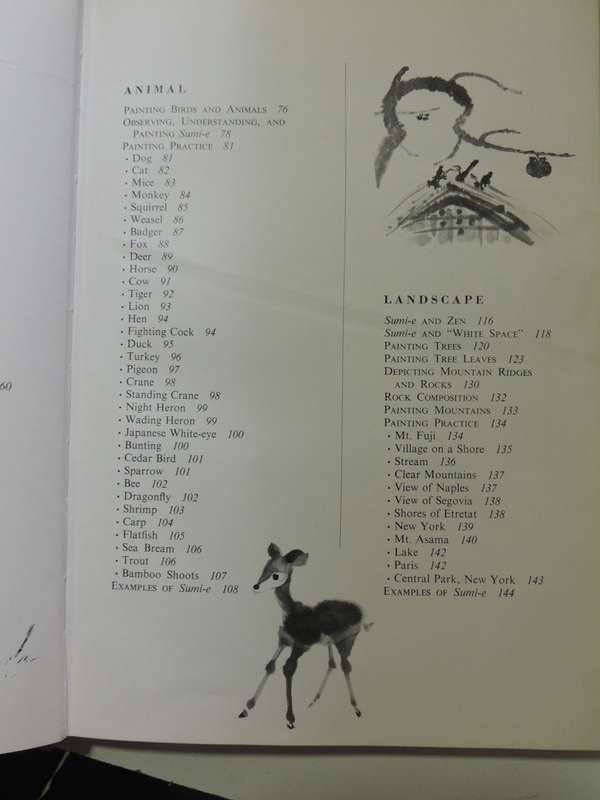 60
ANIMAL
PAINTING BIRDS AND ANIMALS 76
OBSERVING, UNDERSTANDING, AND
PAINTING Sumi-e 78
PAINTING PRACTICE 81
• Dog 81
• Cat 82
• Mice 83
• Monkey 84
• Squirrel 85
• Weasel 86
• Badger 87
• Fox 88
• Deer 89
• Horse 90
• Cow 91
• Tiger 92
• Lion 93
• Hen 94
• Fighting Cock 94
• Duck 95
• Turkey 96
• Pigeon 97
• Crane 98
• Standing Crane 98
• Night Heron 99
• Wading Heron 99
• Japanese White-eye 100
• Bunting 100
• Cedar Bird 101
• Sparrow 101
• Bee 102
• Dragonfly 102
• Shrimp 103
• Carp 104
• Flatfish 105
• Sea Bream 106
• Trout 106
• Bamboo Shoots 107
EXAMPLES OF Sumi-e 108
LANDSCAPE
Sumi-e AND ZEN 116
Sumi-e AND "WHITE SPACE" 118
PAINTING TREES 120
PAINTING TREE LEAVES 123
DEPICTING MOUNTAIN RIDGES
AND ROCKS 130
ROCK COMPOSITION 132
PAINTING MOUNTAINS 133
PAINTING PRACTICE 134
• Mt. Fuji 134
• Village on a Shore 135
• Stream 136
• Clear Mountains 137
• View of Naples 137
• View of Segovia 138
• Shores of Etretat 138
• New York 139
• Mt. Asama 140
• Lake 142
• Paris 142
• Central Park, New York 143
EXAMPLES OF Sumi-e 144